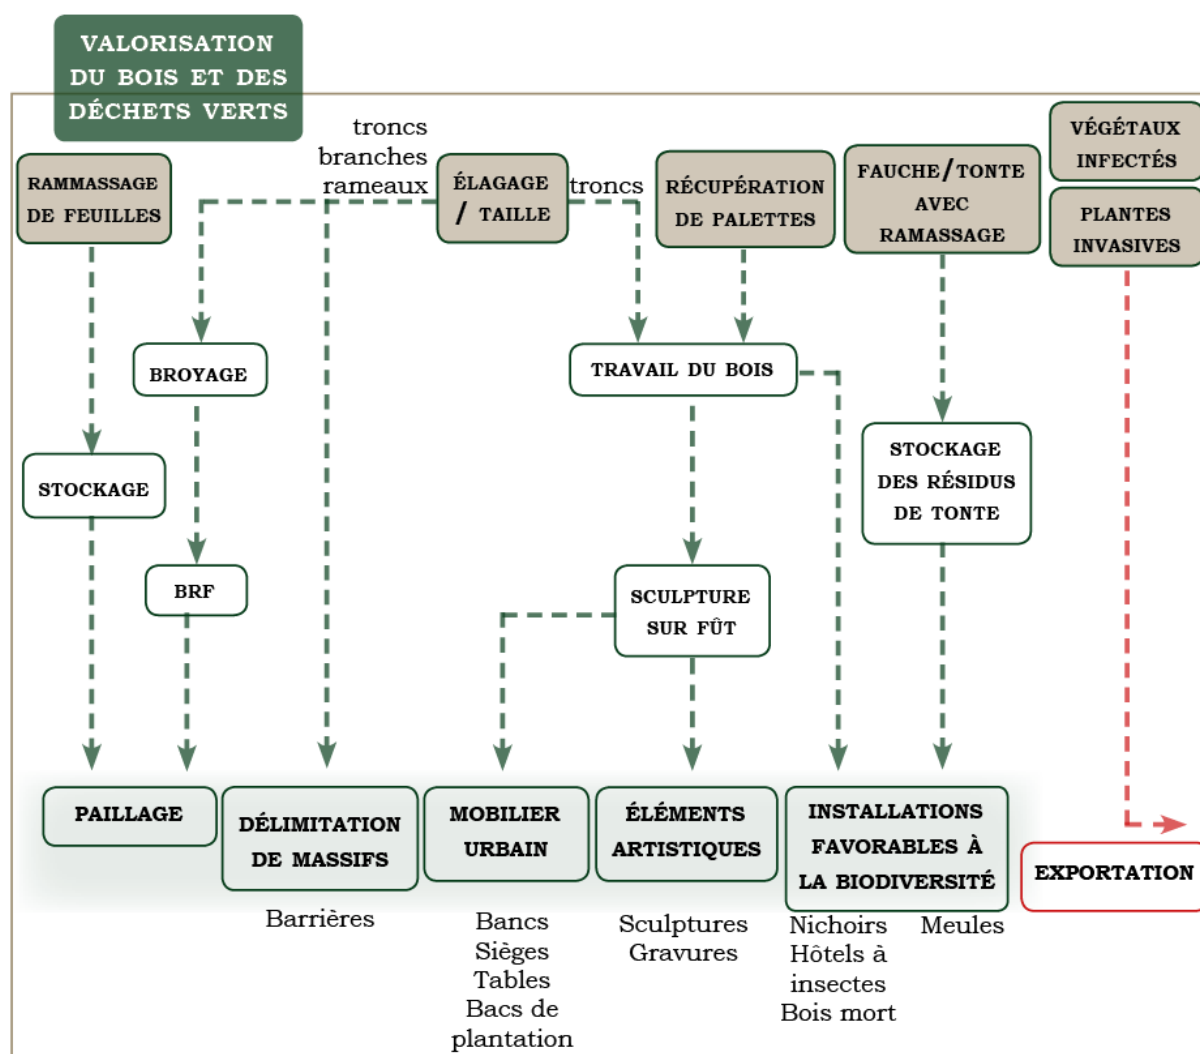 VALORISATION
DU BOIS ET DES
DÉCHETS VERTS
troncs
branches
rameaux
troncs
RAMMASSAGE
DE FEUILLES
ÉLAGAGE
/ TAILLE
RÉCUPÉRATION
DE PALETTES
FAUCHE/TONTE
AVEC
RAMASSAGE
VÉGÉTAUX
INFECTÉS
PLANTES
INVASIVES
BROYAGE
TRAVAIL DU BOIS
STOCKAGE
STOCKAGE
DES RÉSIDUS
DE TONTE
BRF
SCULPTURE
SUR FÛT
PAILLAGE
DÉLIMITATION
DE MASSIFS
MOBILIER
URBAIN
ÉLÉMENTS
ARTISTIQUES
INSTALLATIONS
FAVORABLES À
LA BIODIVERSITÉ
EXPORTATION
Barrières
Bancs
Sièges
Tables
Bacs de
plantation
Sculptures
Gravures
Nichoirs
Hôtels à
insectes
Bois mort
Meules